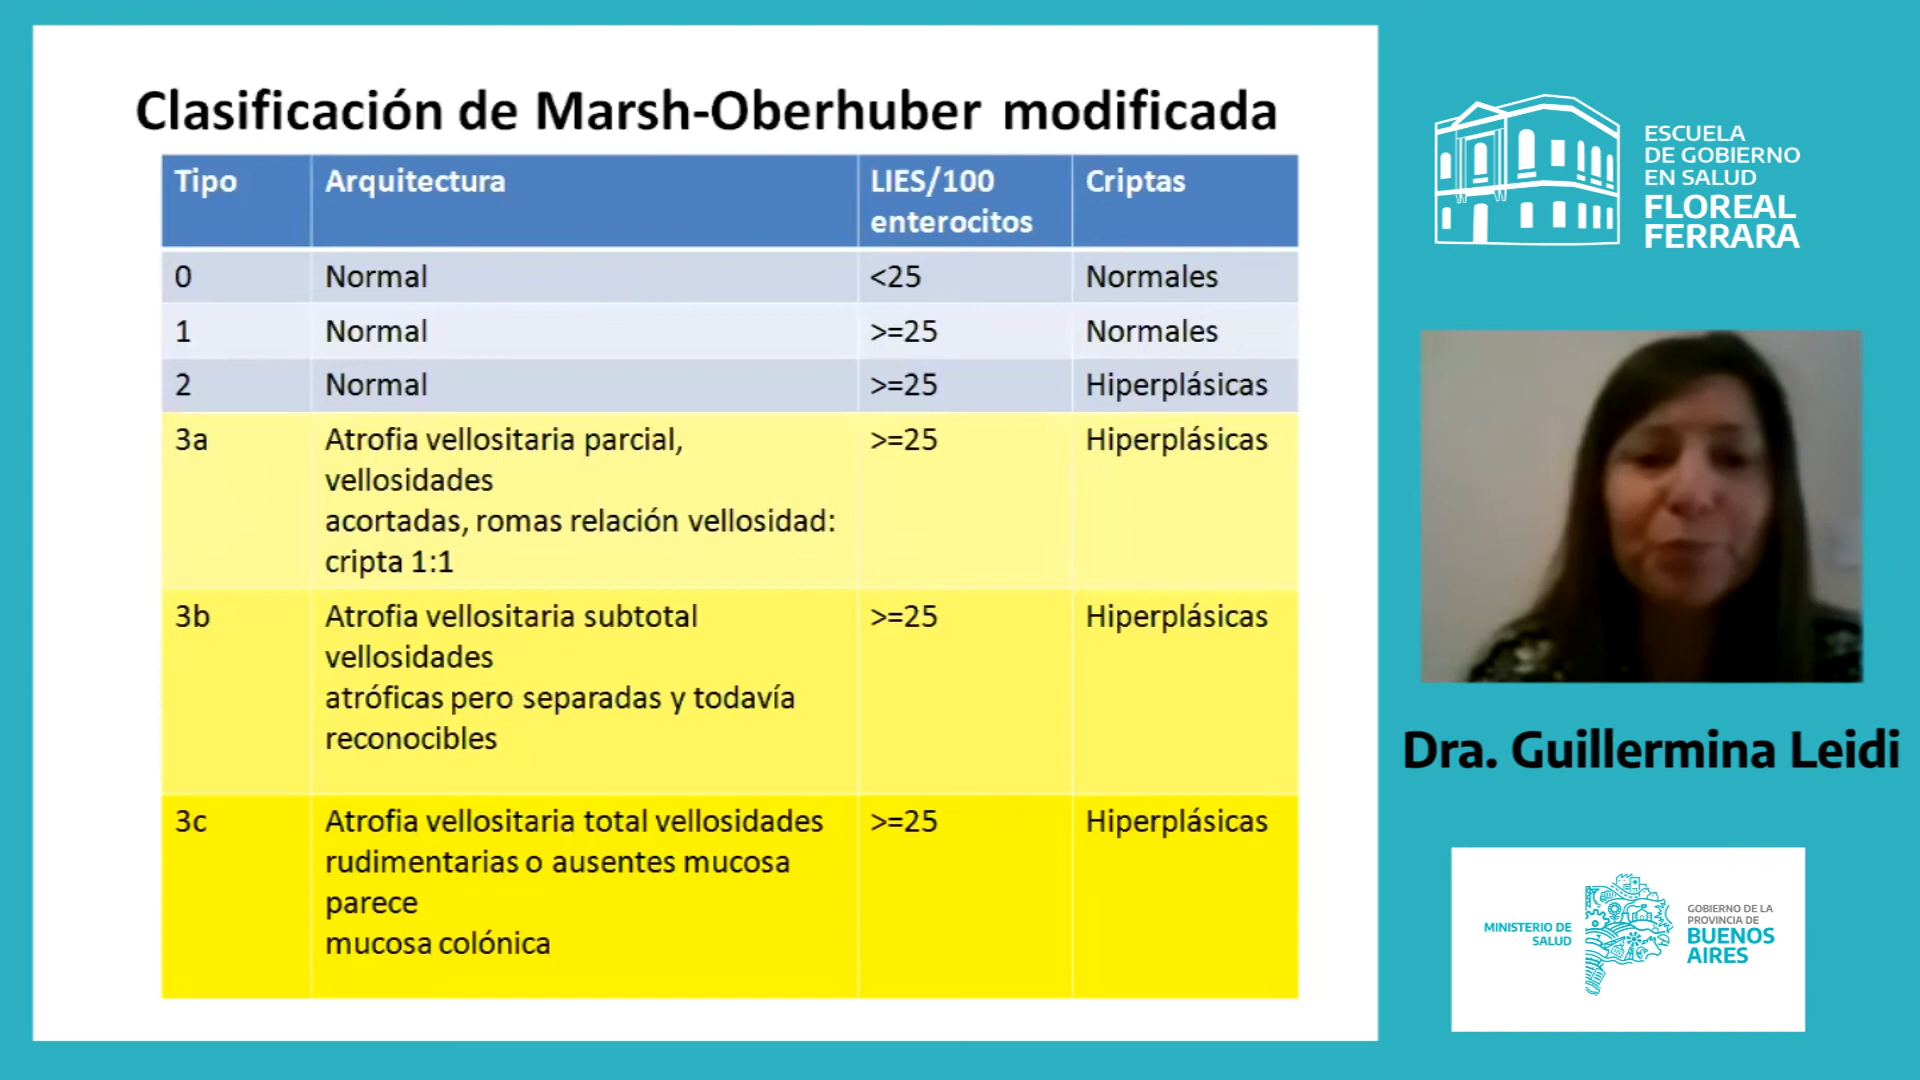 Clasificación de Marsh-Oberhuber modificada
Tipo Arquitectura LIES/100 enterocitos Criptas
0 Normal <25 Normales
1 Normal >=25 Normales
2 Normal >=25 Hiperplásicas
3a Atrofia vellositaria parcial, >=25 Hiperplásicas
vellosidades
acortadas, romas relación vellosidad:
cripta 1:1
3b Atrofia vellositaria subtotal >=25 Hiperplásicas
vellosidades
atróficas pero separadas y todavía
reconocibles
3c Atrofia vellositaria total vellosidades >=25 Hiperplásicas
rudimentarias o ausentes mucosa
parece
mucosa colónica
ESCUELA
DE GOBIERNO
EN SALUD
FLOREAL
FERRARA
Dra. Guillermina Leidi
MINISTERIO DE
SALUD
GOBIERNO DE LA
PROVINCIA DE
BUENOS
AIRES